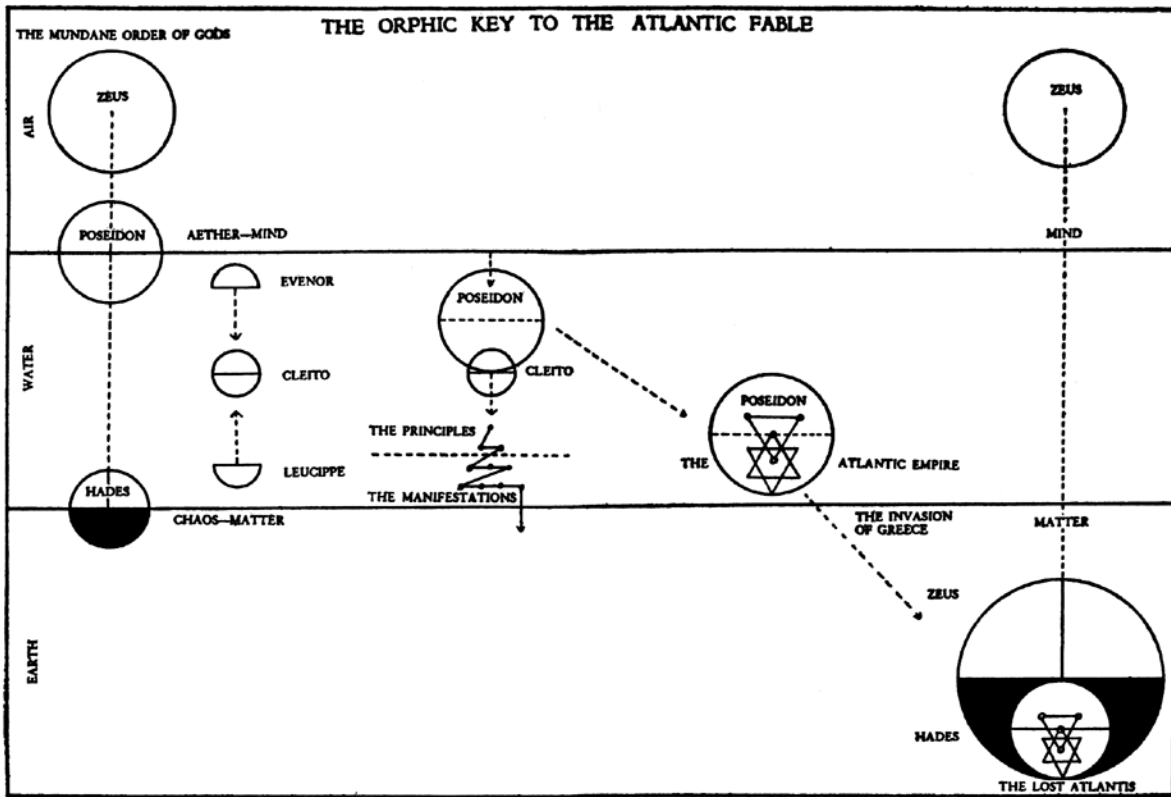 THE ORPHIC KEY TO THE ATLANTIC FABLE
THE MUNDANE ORDER OF GODS
ZEUS
ZEUS
AIR
POSEIDON
AETHER—MIND
MIND
EVENOR
POSEIDON
WATER
CLEITO
CLEITO
POSEIDON
THE PRINCIPLES
THE
ATLANTIC EMPIRE
LEUCIPPE
HADES
THE MANIFESTATIONS
CHAOS—MATTER
THE INVASION
OF GREECE
MATTER
ZEUS
EARTH
HADES
THE LOST ATLANTIS